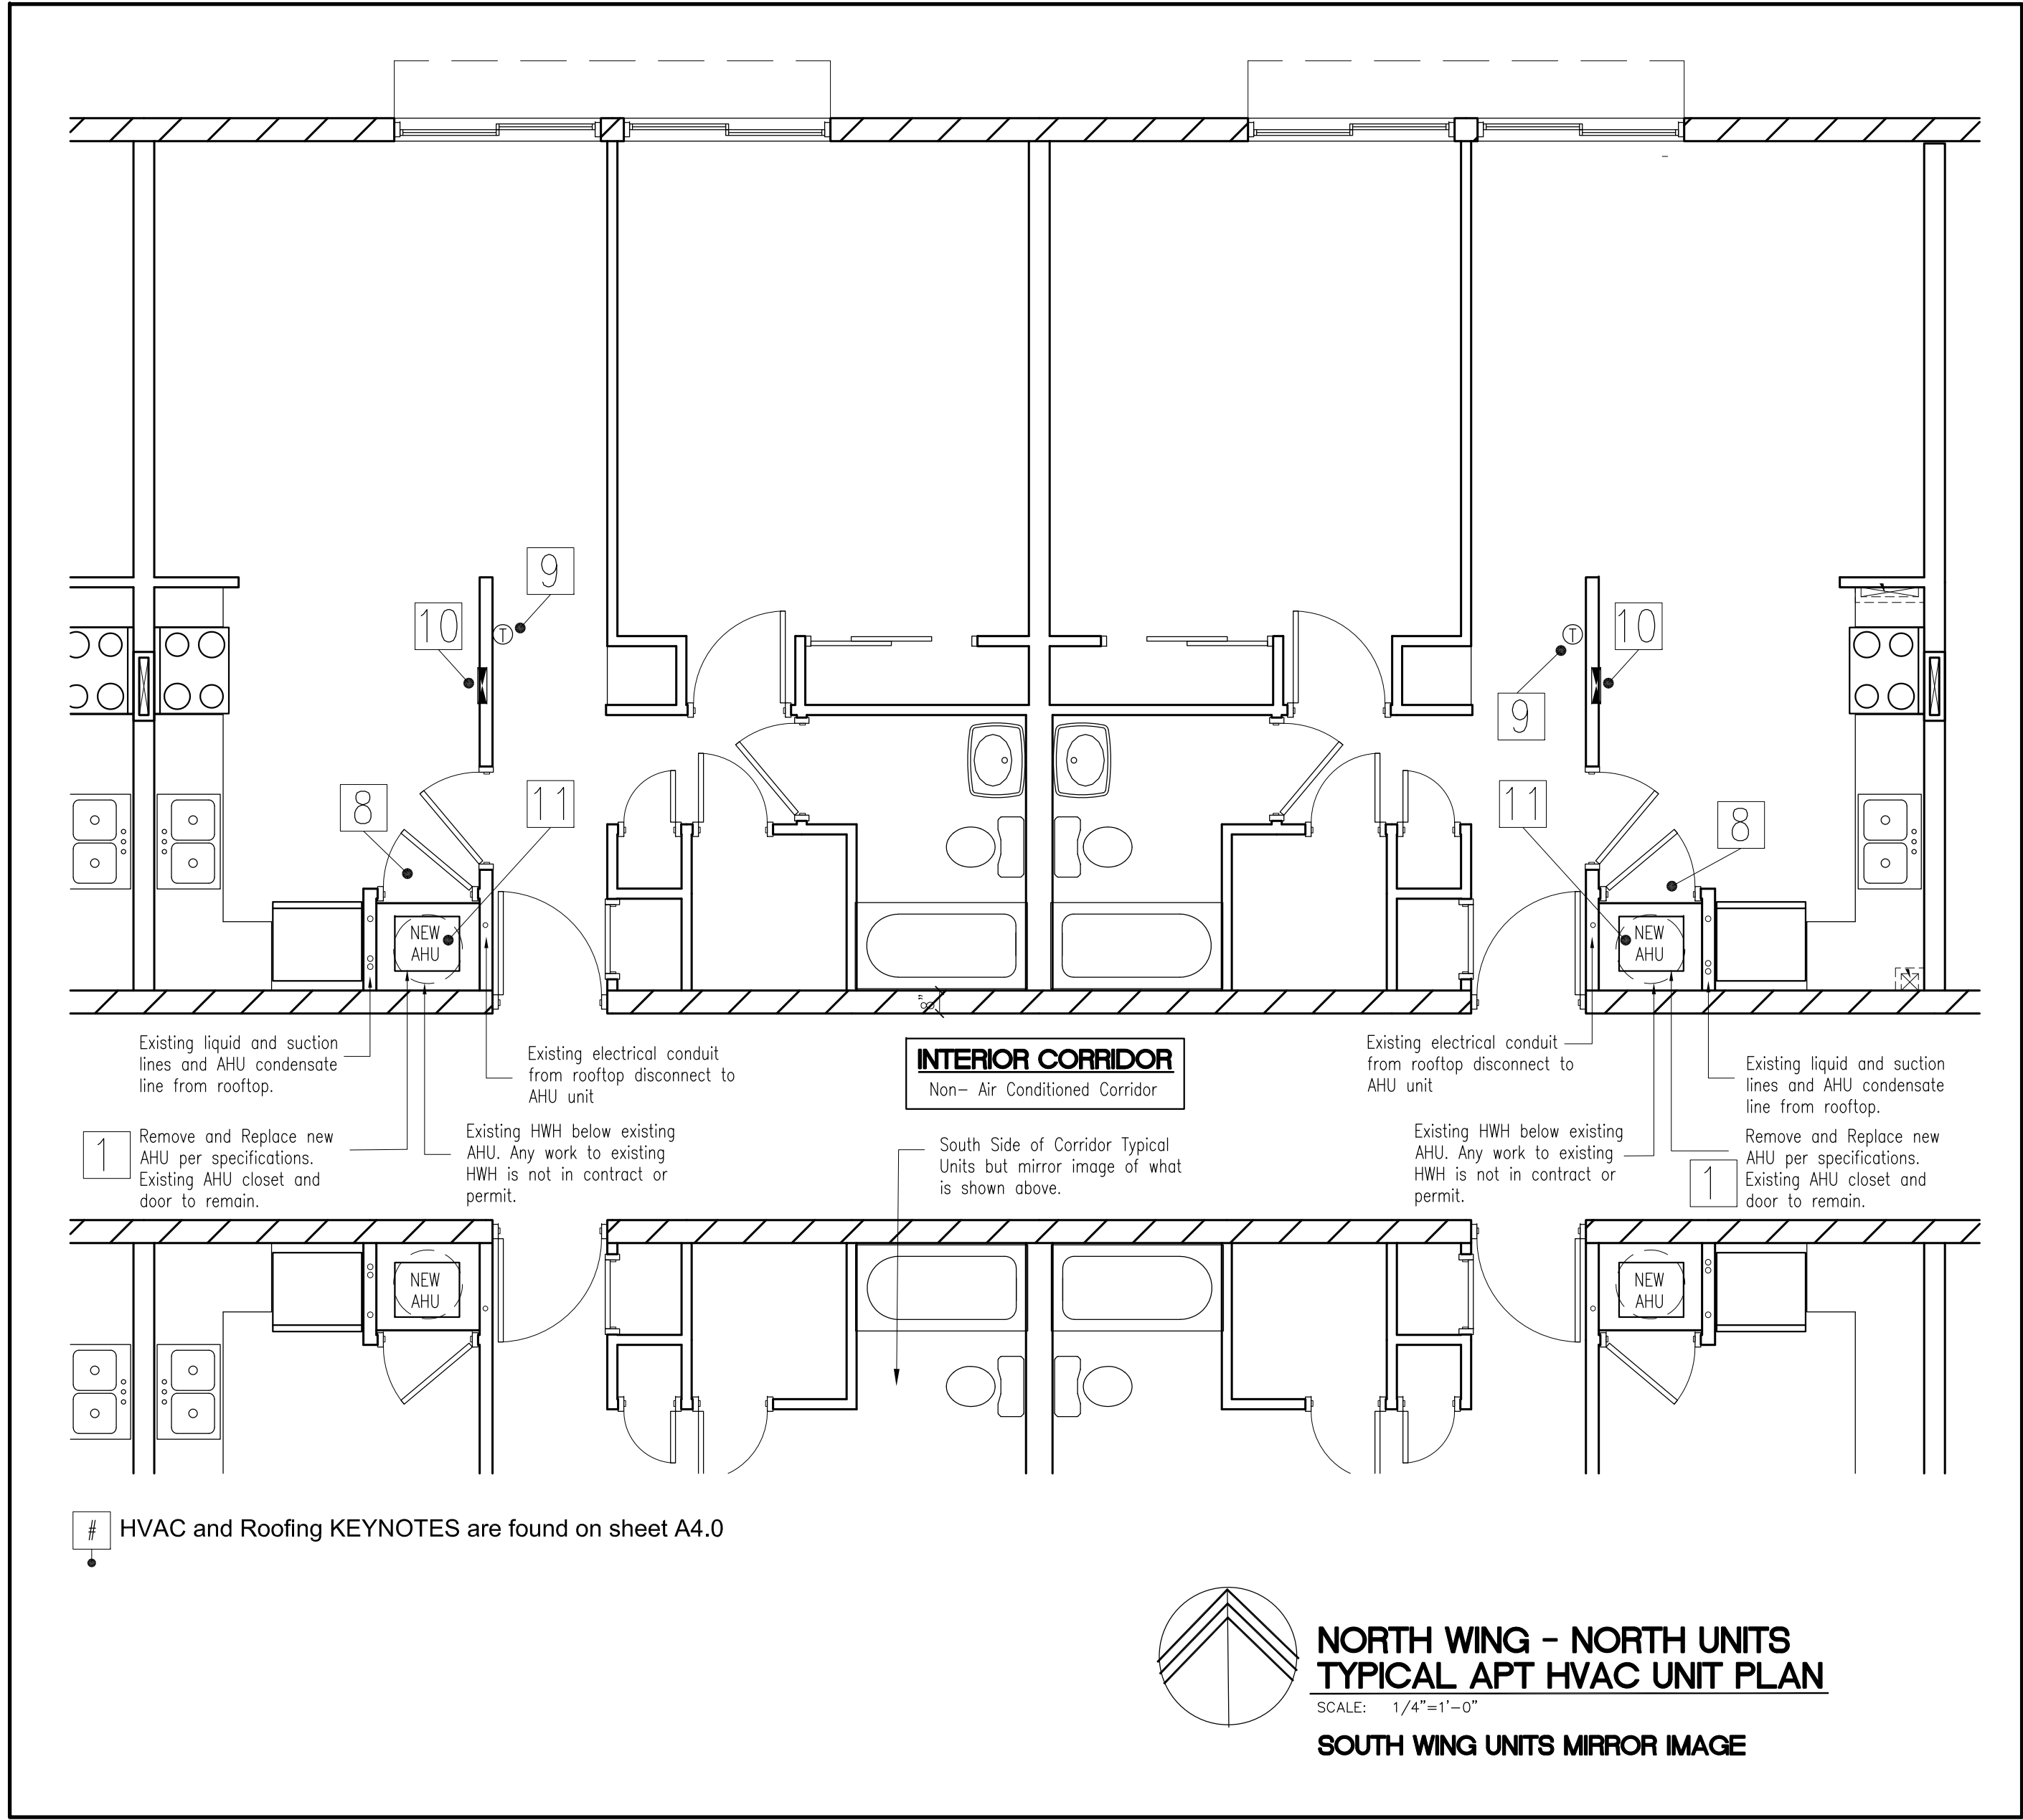 9
10
T
T
10
9
8
11
11
8
NEW
AHU
NEW
AHU
8"
Existing liquid and suction
lines and AHU condensate
line from rooftop.
Existing electrical conduit
from rooftop disconnect to
AHU unit
INTERIOR CORRIDOR
Non- Air Conditioned Corridor
Existing electrical conduit
from rooftop disconnect to
AHU unit
Existing liquid and suction
lines and AHU condensate
line from rooftop.
1
Remove and Replace new
AHU per specifications.
Existing AHU closet and
door to remain.
Existing HWH below existing
AHU. Any work to existing
HWH is not in contract or
permit.
South Side of Corridor Typical
Units but mirror image of what
is shown above.
Existing HWH below existing
AHU. Any work to existing
HWH is not in contract or
permit.
1
Remove and Replace new
AHU per specifications.
Existing AHU closet and
door to remain.
NEW
AHU
NEW
AHU
# HVAC and Roofing KEYNOTES are found on sheet A4.0
NORTH WING - NORTH UNITS
TYPICAL APT HVAC UNIT PLAN
SCALE: 1/4"=1'-0"
SOUTH WING UNITS MIRROR IMAGE